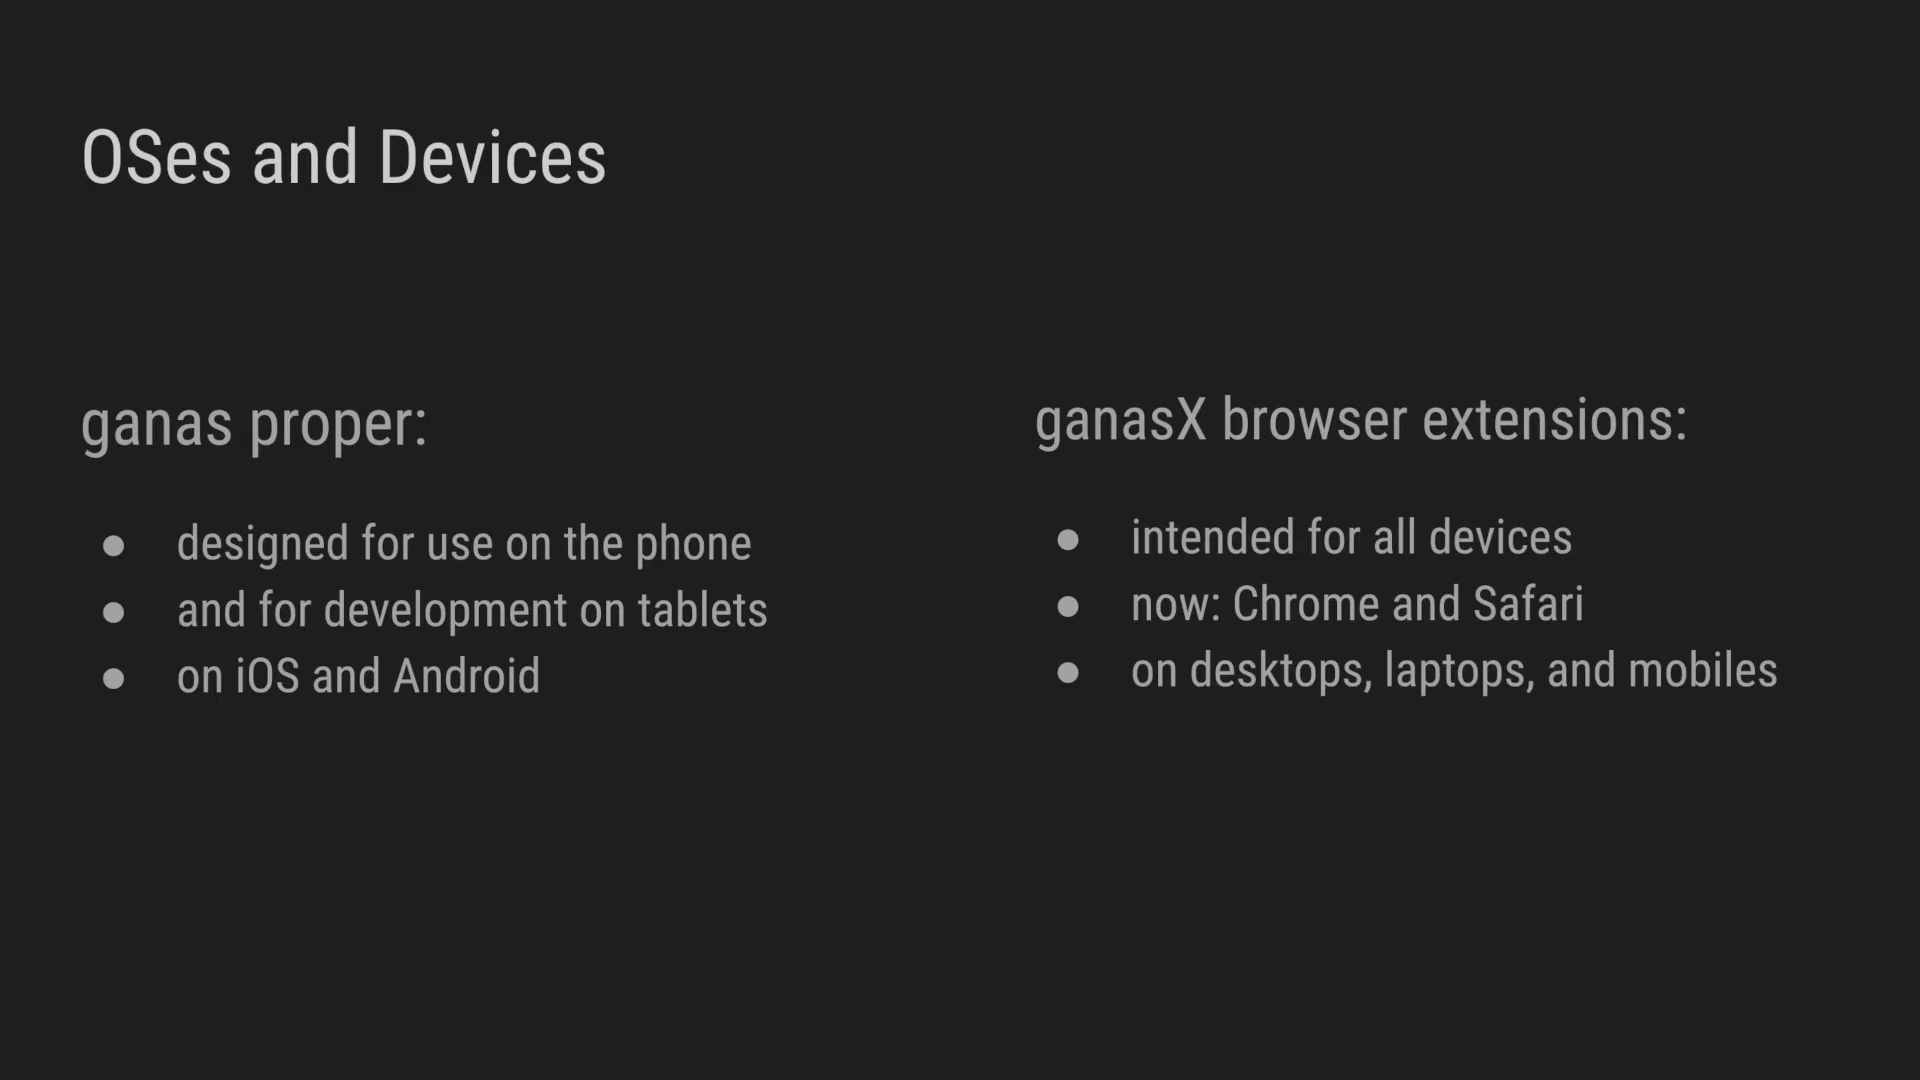 OSes and Devices
ganas proper:
● designed for use on the phone
● and for development on tablets
● on iOS and Android
ganasX browser extensions:
● intended for all devices
● now: Chrome and Safari
● on desktops, laptops, and mobiles